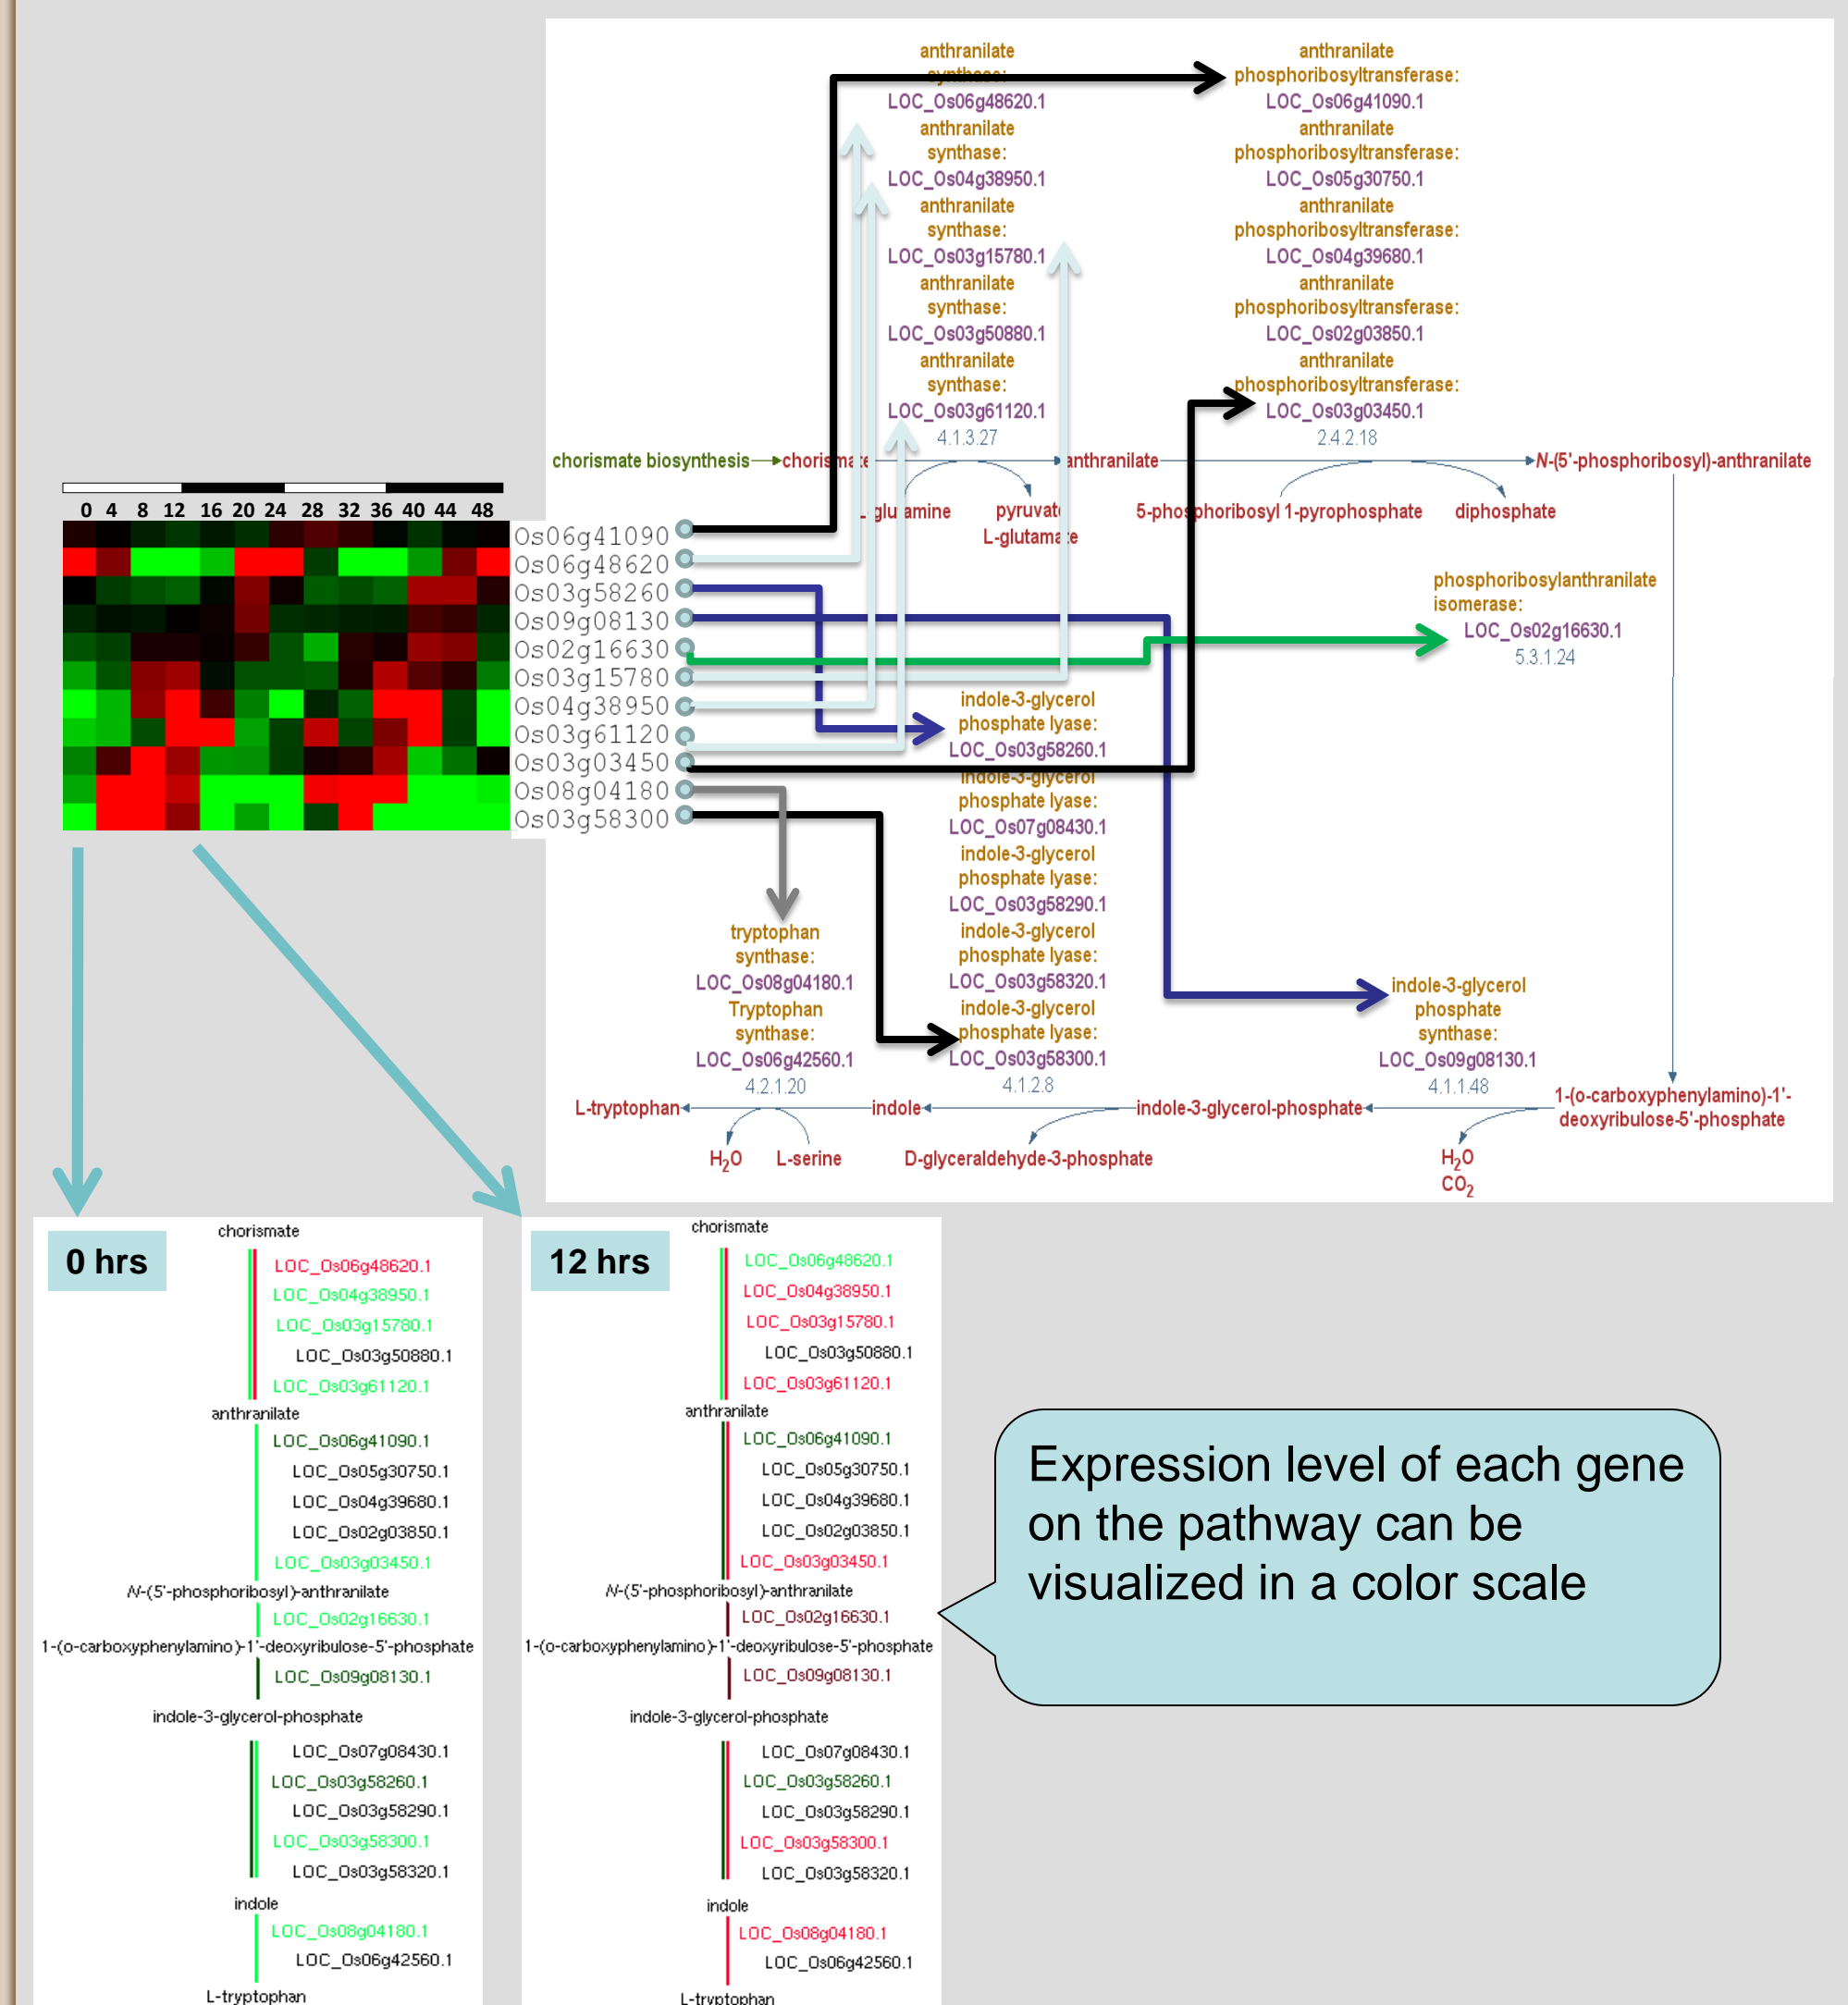 anthranilate
synthase:
LOC_Os06g48620.1
anthranilate
synthase:
LOC_Os04g38950.1
anthranilate
synthase:
LOC_Os03g15780.1
anthranilate
synthase:
LOC_Os03g50880.1
anthranilate
synthase:
LOC_Os03g61120.1
4.1.3.27
anthranilate
phosphoribosyltransferase:
LOC_Os06g41090.1
anthranilate
phosphoribosyltransferase:
LOC_Os05g30750.1
anthranilate
phosphoribosyltransferase:
LOC_Os04g39680.1
anthranilate
phosphoribosyltransferase:
LOC_Os02g03850.1
anthranilate
phosphoribosyltransferase:
LOC_Os03g03450.1
2.4.2.18
chorismate biosynthesis chorismate anthranilate N-(5'-phosphoribosyl)-anthranilate
L-glutamine pyruvate 5-phosphoribosyl 1-pyrophosphate diphosphate
L-glutamate
0 4 8 12 16 20 24 28 32 36 40 44 48
Os06g41090
Os06g48620
Os03g58260
Os09g08130
Os02g16630
Os03g15780
Os04g38950
Os03g61120
Os03g03450
Os08g04180
Os03g58300
phosphoribosylanthranilate
isomerase:
LOC_Os02g16630.1
5.3.1.24
indole-3-glycerol
phosphate lyase:
LOC_Os03g58260.1
indole-3-glycerol
phosphate lyase:
LOC_Os07g08430.1
indole-3-glycerol
phosphate lyase:
LOC_Os03g58290.1
indole-3-glycerol
phosphate lyase:
LOC_Os03g58320.1
indole-3-glycerol
phosphate lyase:
LOC_Os03g58300.1
4.1.2.8
tryptophan
synthase:
LOC_Os08g04180.1
Tryptophan
synthase:
LOC_Os06g42560.1
4.2.1.20
indole-3-glycerol
phosphate
synthase:
LOC_Os09g08130.1
4.1.1.48
L-tryptophan indole indole-3-glycerol-phosphate 1-(o-carboxyphenylamino)-1'-
deoxyribulose-5'-phosphate
H2O L-serine D-glyceraldehyde-3-phosphate H2O
CO2
0 hrs
chorismate
LOC_Os06g48620.1
LOC_Os04g38950.1
LOC_Os03g15780.1
LOC_Os03g50880.1
LOC_Os03g61120.1
anthranilate
LOC_Os06g41090.1
LOC_Os05g30750.1
LOC_Os04g39680.1
LOC_Os02g03850.1
LOC_Os03g03450.1
N-(5'-phosphoribosyl)-anthranilate
LOC_Os02g16630.1
1-(o-carboxyphenylamino)-1'-deoxyribulose-5'-phosphate
LOC_Os09g08130.1
indole-3-glycerol-phosphate
LOC_Os07g08430.1
LOC_Os03g58260.1
LOC_Os03g58290.1
LOC_Os03g58300.1
LOC_Os03g58320.1
indole
LOC_Os08g04180.1
LOC_Os06g42560.1
L-tryptophan
12 hrs
chorismate
LOC_Os06g48620.1
LOC_Os04g38950.1
LOC_Os03g15780.1
LOC_Os03g50880.1
LOC_Os03g61120.1
anthranilate
LOC_Os06g41090.1
LOC_Os05g30750.1
LOC_Os04g39680.1
LOC_Os02g03850.1
LOC_Os03g03450.1
N-(5'-phosphoribosyl)-anthranilate
LOC_Os02g16630.1
1-(o-carboxyphenylamino)-1'-deoxyribulose-5'-phosphate
LOC_Os09g08130.1
indole-3-glycerol-phosphate
LOC_Os07g08430.1
LOC_Os03g58260.1
LOC_Os03g58290.1
LOC_Os03g58300.1
LOC_Os03g58320.1
indole
LOC_Os08g04180.1
LOC_Os06g42560.1
L-tryptophan
Expression level of each gene
on the pathway can be
visualized in a color scale